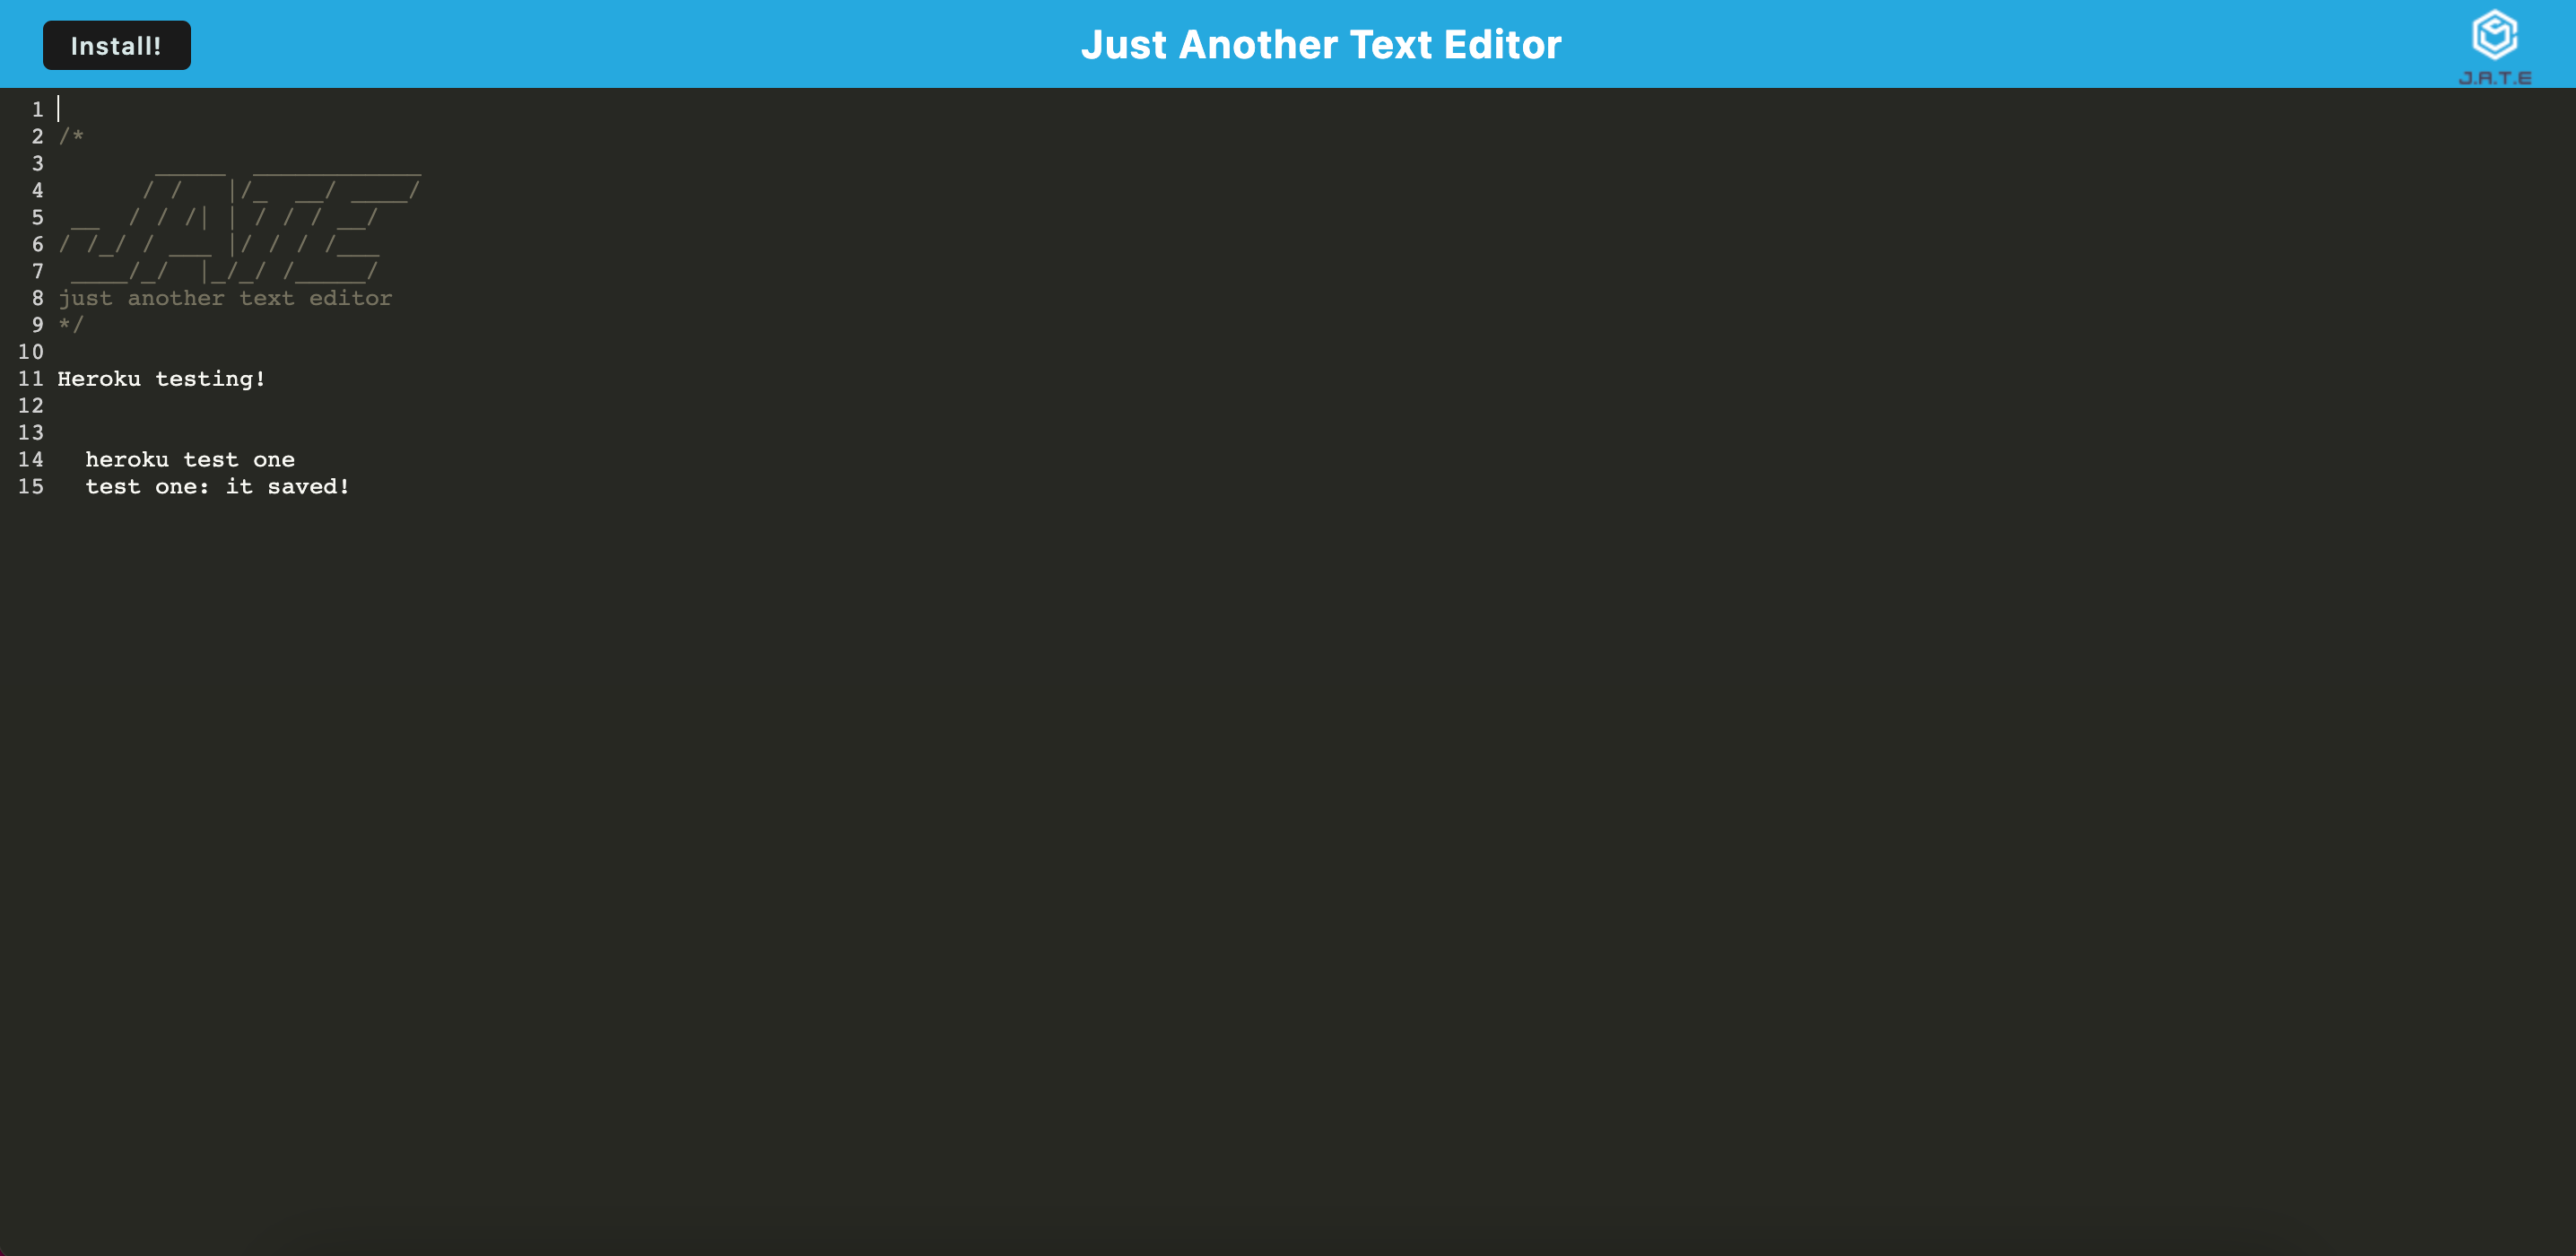 Install!
Just Another Text Editor
J.A.T.E
1
2 /*
3        _____  ____________
4       / /   |/_  __/ ____/
5  __  / / /| | / / / __/
6 / /_/ / ___ |/ / / /___
7  ____/_/  |_/_/ /_____/
8 just another text editor
9 */
10
11 Heroku testing!
12
13
14   heroku test one
15   test one: it saved!